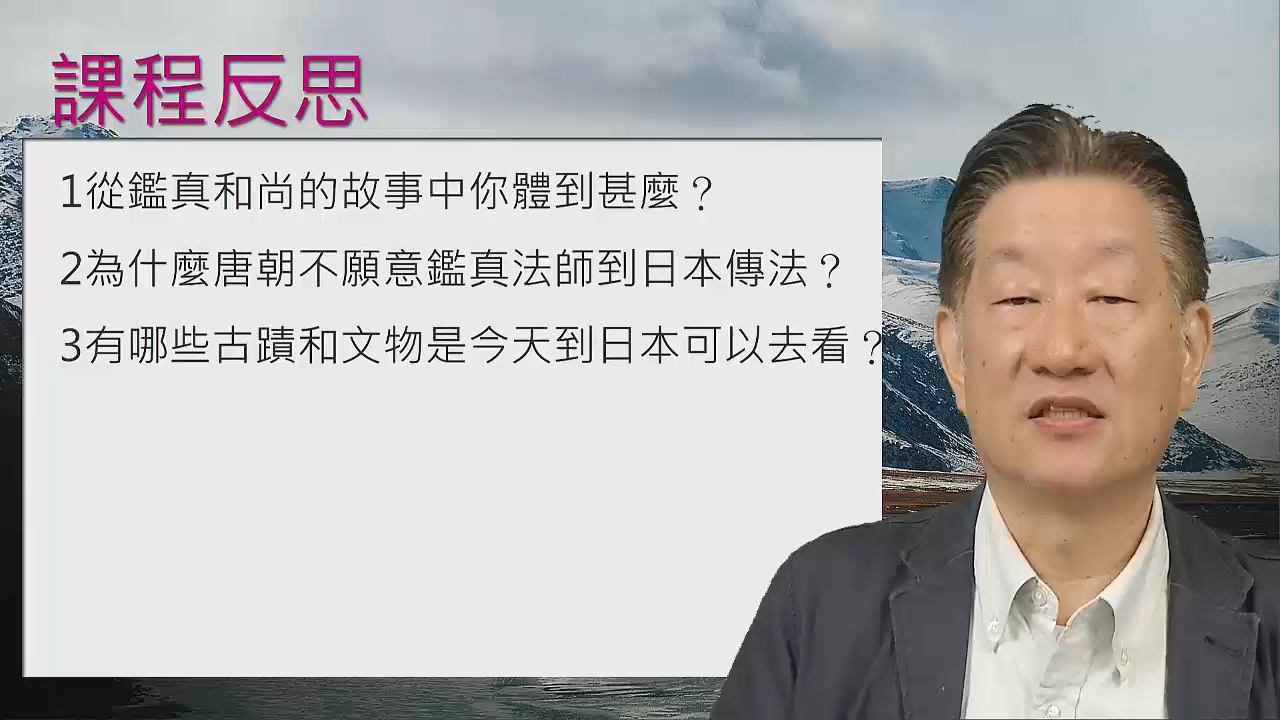 課程反思
1從鑑真和尚的故事中你體到甚麼？
2為什麼唐朝不願意鑑真法師到日本傳法？
3有哪些古蹟和文物是今天到日本可以去看？